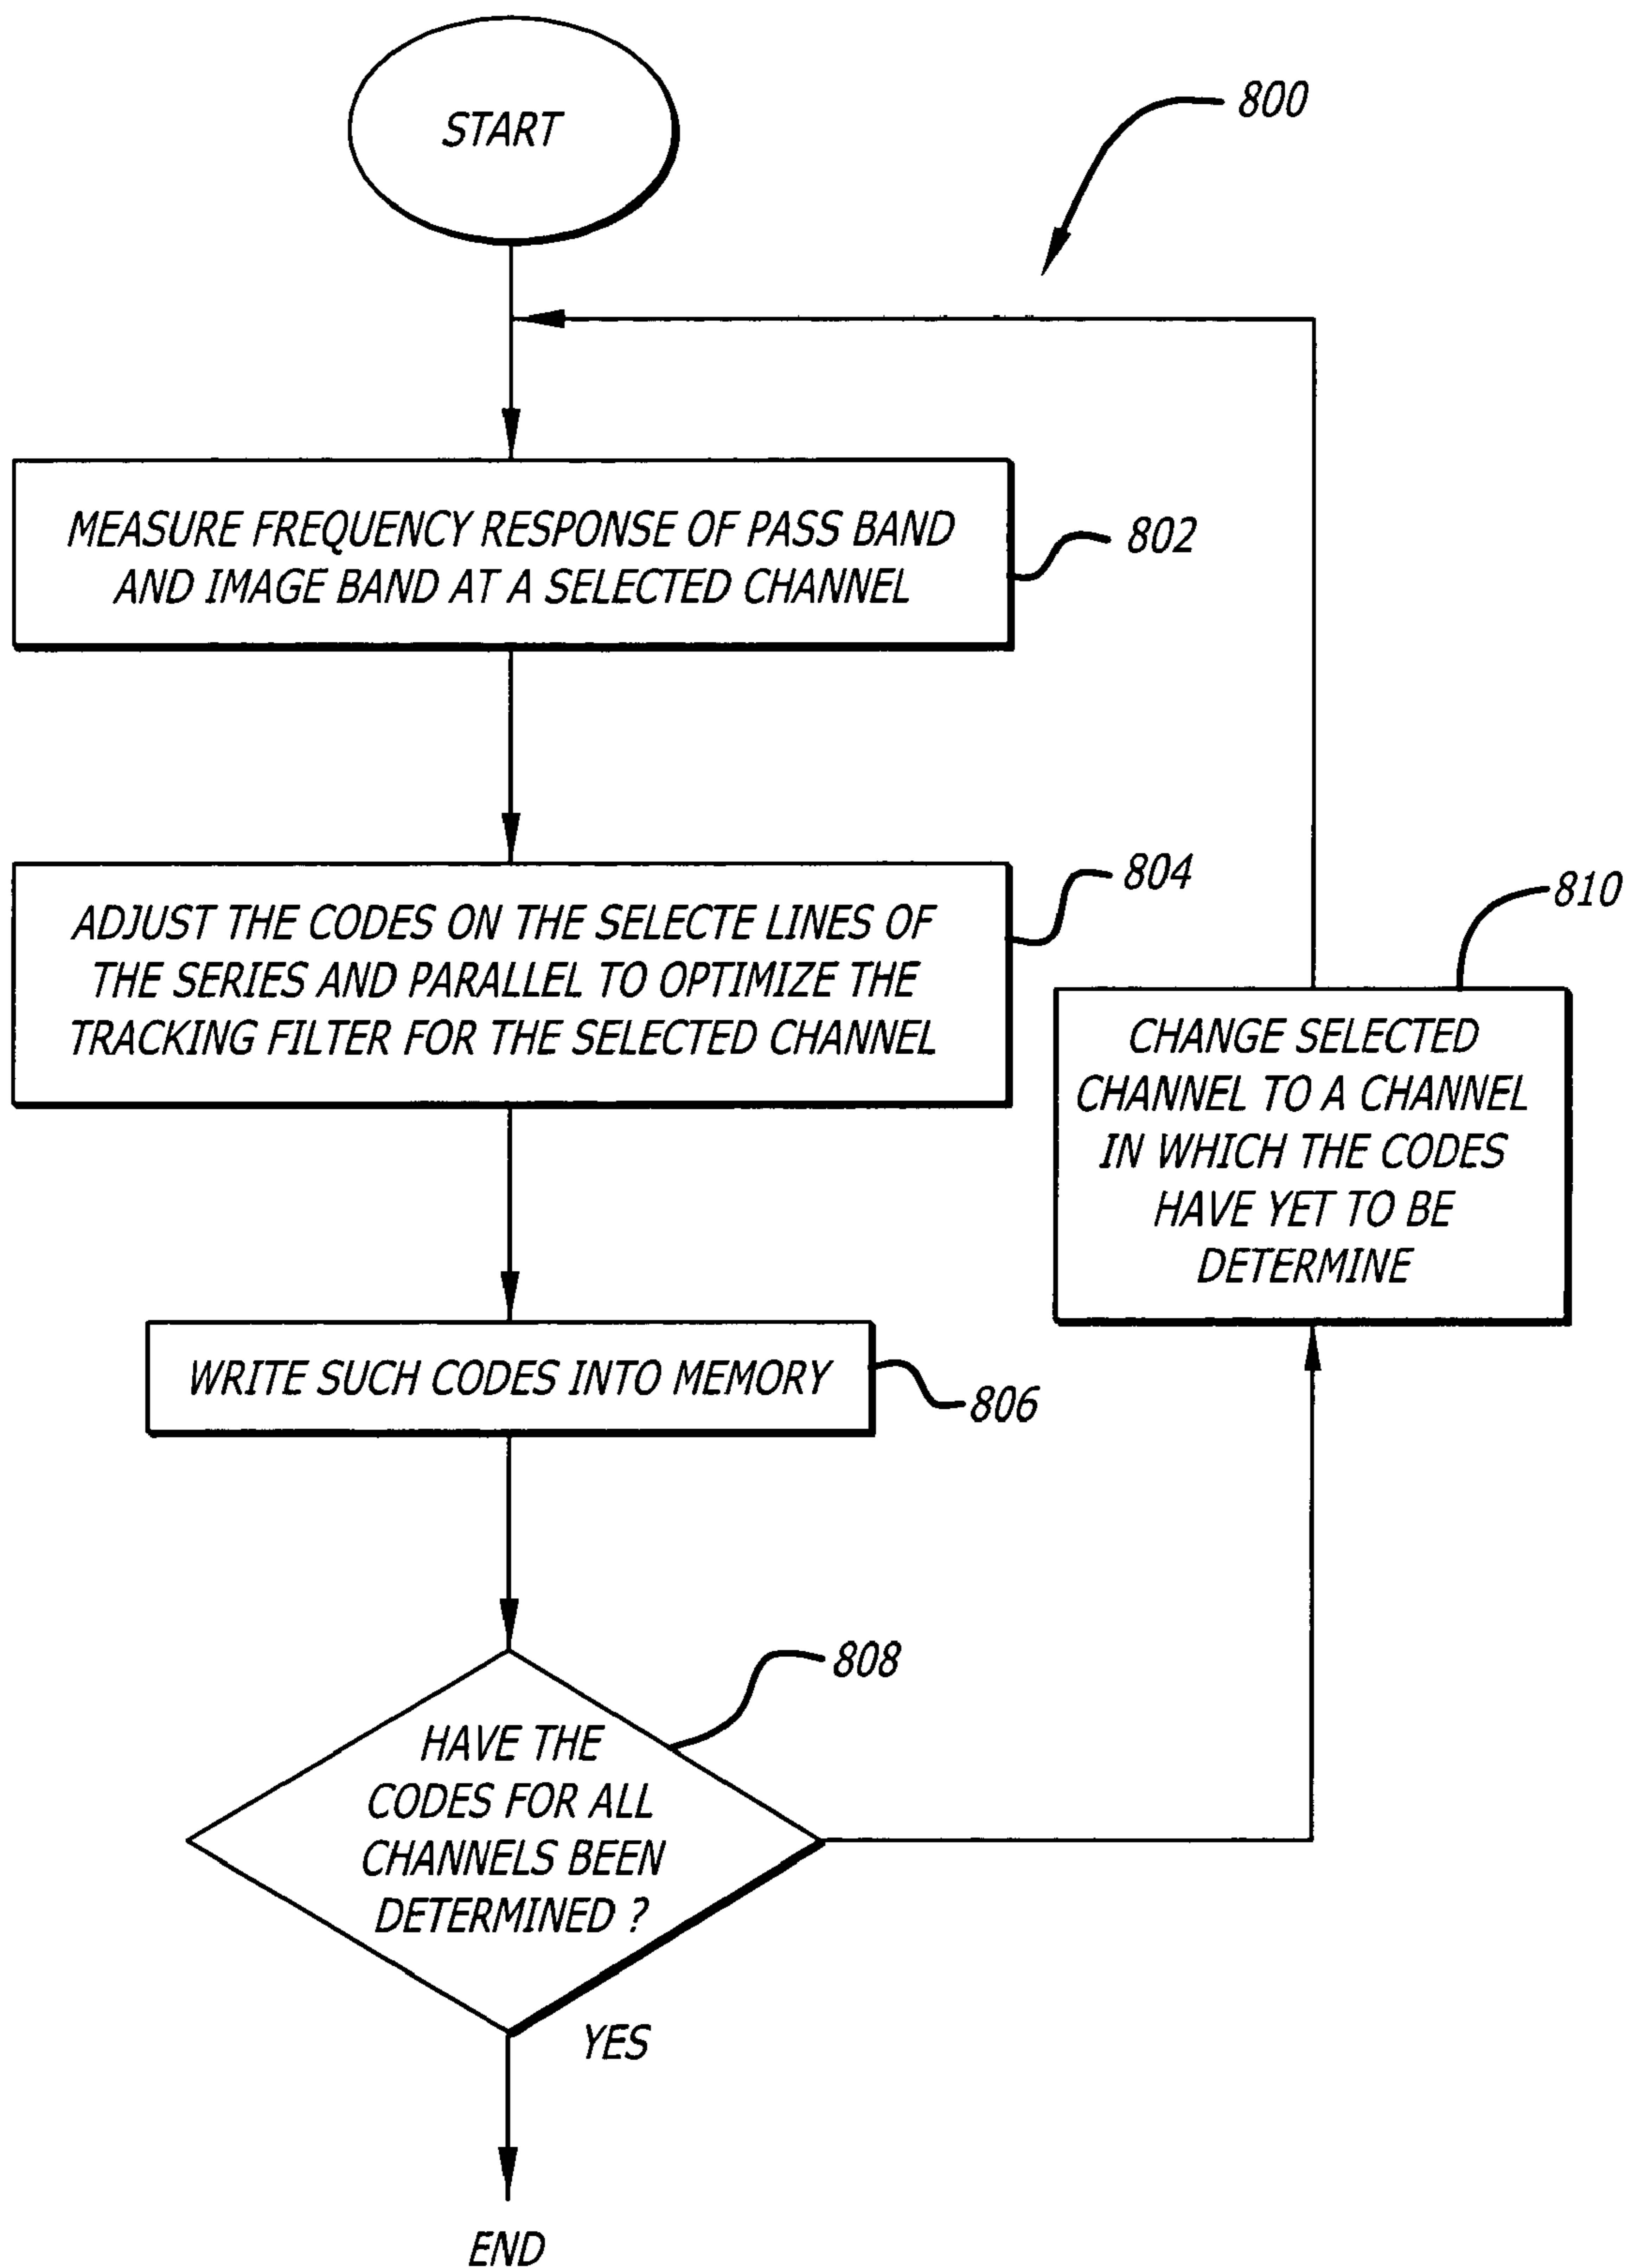 START
800
MEASURE FREQUENCY RESPONSE OF PASS BAND
AND IMAGE BAND AT A SELECTED CHANNEL
802
ADJUST THE CODES ON THE SELECTE LINES OF
THE SERIES AND PARALLEL TO OPTIMIZE THE
TRACKING FILTER FOR THE SELECTED CHANNEL
804
810
CHANGE SELECTED
CHANNEL TO A CHANNEL
IN WHICH THE CODES
HAVE YET TO BE
DETERMINE
WRITE SUCH CODES INTO MEMORY
806
808
HAVE THE
CODES FOR ALL
CHANNELS BEEN
DETERMINED ?
YES
END